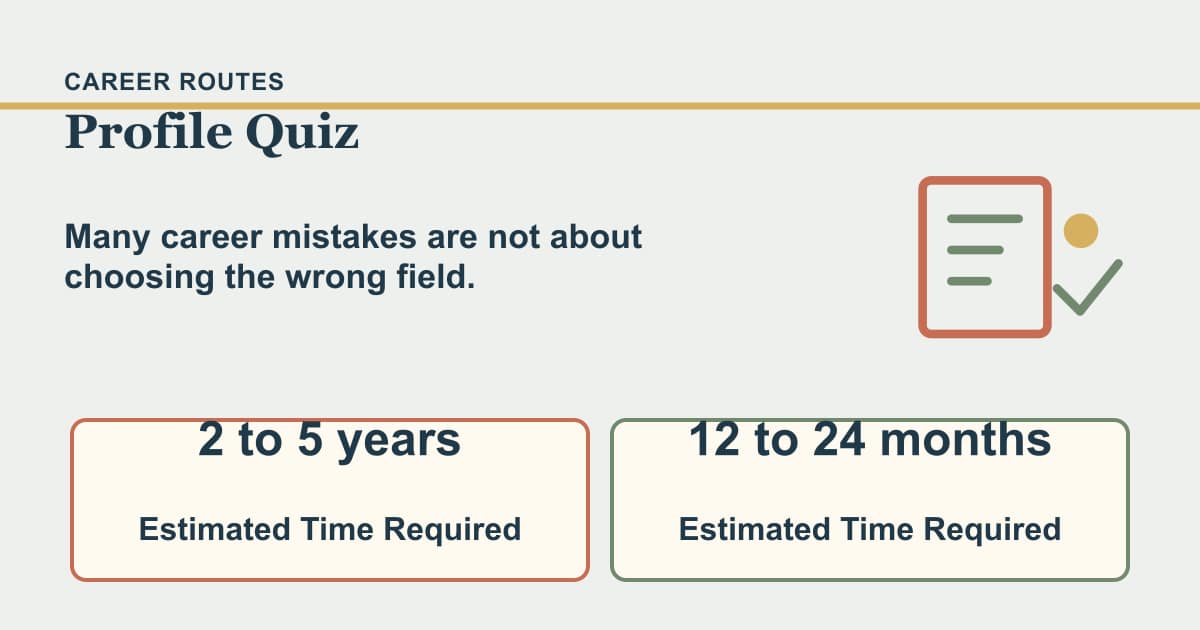 CAREER ROUTES
Profile Quiz
Many career mistakes are not about
choosing the wrong field.
2 to 5 years
Estimated Time Required
12 to 24 months
Estimated Time Required